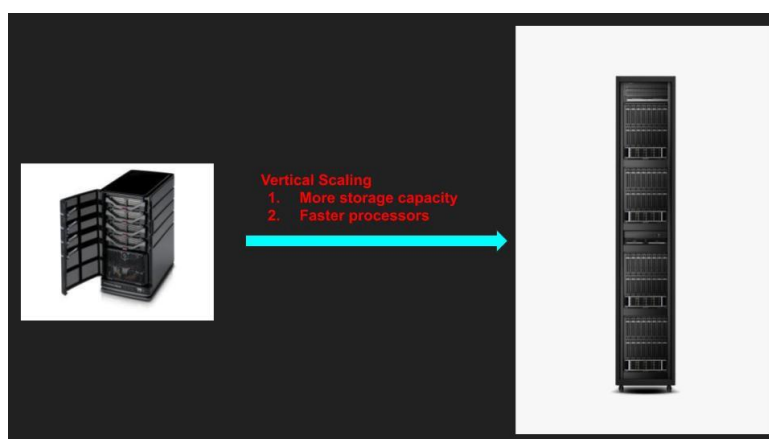 Vertical Scaling
1. More storage capacity
2. Faster processors